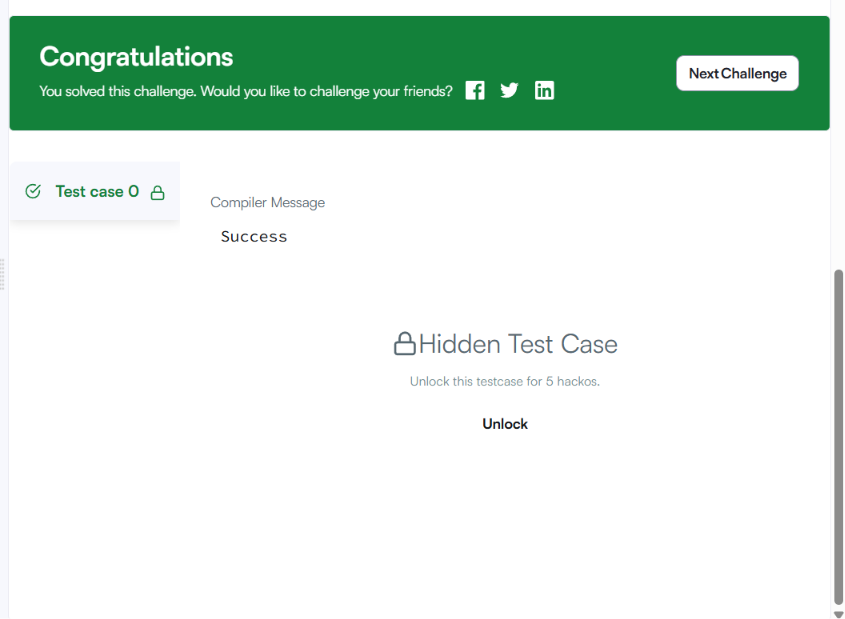 Congratulations
You solved this challenge. Would you like to challenge your friends?
Next Challenge
Test case 0
Compiler Message
Success
Hidden Test Case
Unlock this testcase for 5 hackos.
Unlock